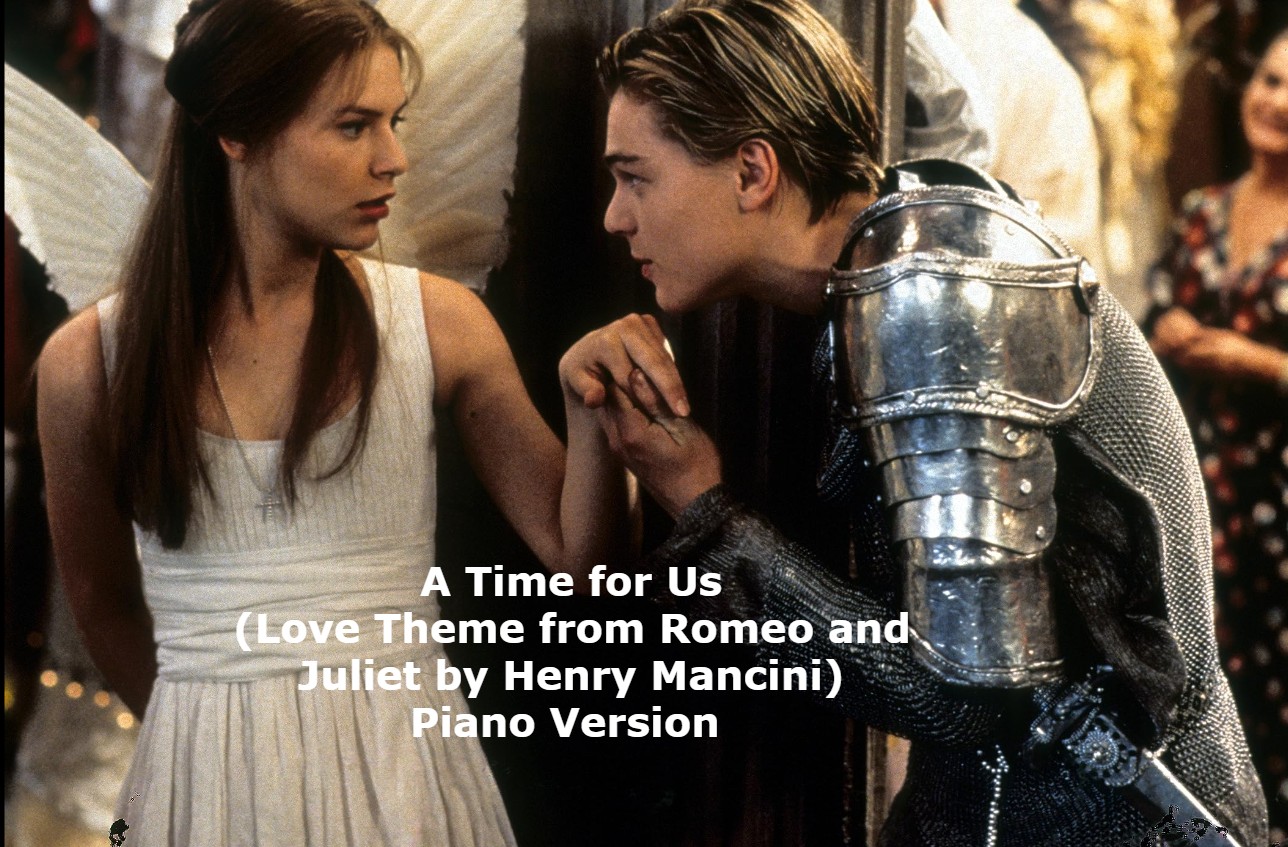 A Time for Us
(Love Theme from Romeo and
Juliet by Henry Mancini)
Piano Version